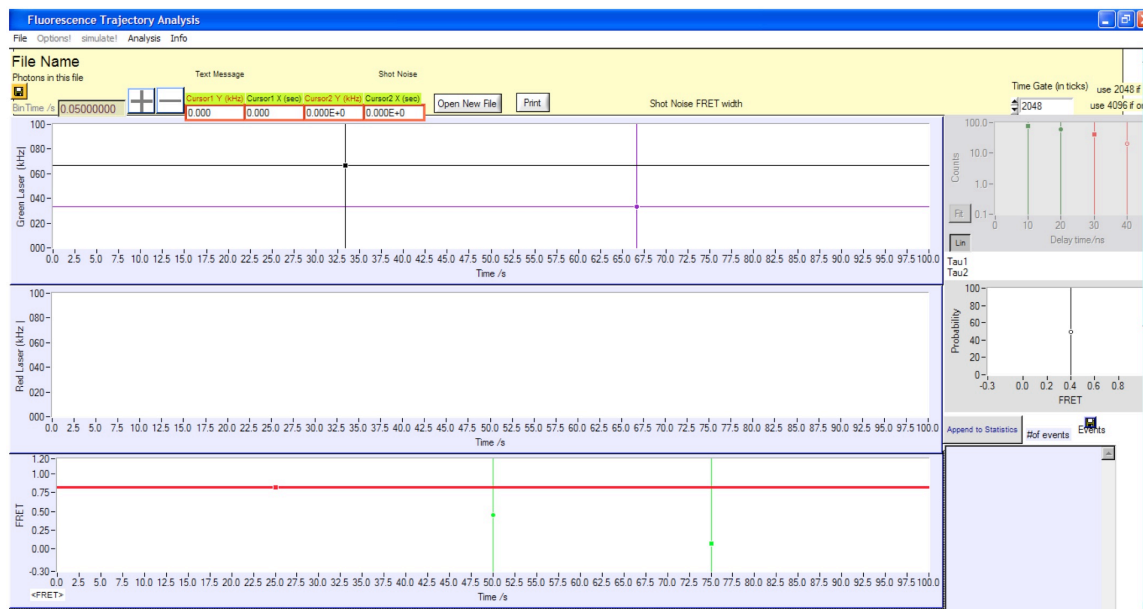 Fluorescence Trajectory Analysis
File Options! simulate! Analysis Info
File Name
Photons in this file
Text Message
Shot Noise
Bin Time /s 0.05000000
Cursor1 Y (kHz) Cursor1 X (sec) Cursor2 Y (kHz) Cursor2 X (sec)
0.000 0.000 0.000E+0 0.000E+0
Open New File
Print
Shot Noise FRET width
Time Gate (in ticks)
2048
use 2048 if
use 4096 if or
Green Laser (kHz|
100
080
060
040
020
000
0.0 2.5 5.0 7.5 10.0 12.5 15.0 17.5 20.0 22.5 25.0 27.5 30.0 32.5 35.0 37.5 40.0 42.5 45.0 47.5 50.0 52.5 55.0 57.5 60.0 62.5 65.0 67.5 70.0 72.5 75.0 77.5 80.0 82.5 85.0 87.5 90.0 92.5 95.0 97.5 100.0
Time /s
Red Laser (kHz |
100
080
060
040
020
000
0.0 2.5 5.0 7.5 10.0 12.5 15.0 17.5 20.0 22.5 25.0 27.5 30.0 32.5 35.0 37.5 40.0 42.5 45.0 47.5 50.0 52.5 55.0 57.5 60.0 62.5 65.0 67.5 70.0 72.5 75.0 77.5 80.0 82.5 85.0 87.5 90.0 92.5 95.0 97.5 100.0
Time /s
FRET
1.20
1.00
0.75
0.50
0.25
0.00
-0.30
0.0 2.5 5.0 7.5 10.0 12.5 15.0 17.5 20.0 22.5 25.0 27.5 30.0 32.5 35.0 37.5 40.0 42.5 45.0 47.5 50.0 52.5 55.0 57.5 60.0 62.5 65.0 67.5 70.0 72.5 75.0 77.5 80.0 82.5 85.0 87.5 90.0 92.5 95.0 97.5 100.0
<FRET>
Time /s
Counts
100.0
10.0
1.0
0.1
Fit
0 10 20 30 40
Delay time/ns
Lin
Tau1
Tau2
Probability
100
80
60
40
20
0
-0.3 0.0 0.2 0.4 0.6 0.8
FRET
Append to Statistics
#of events
Events